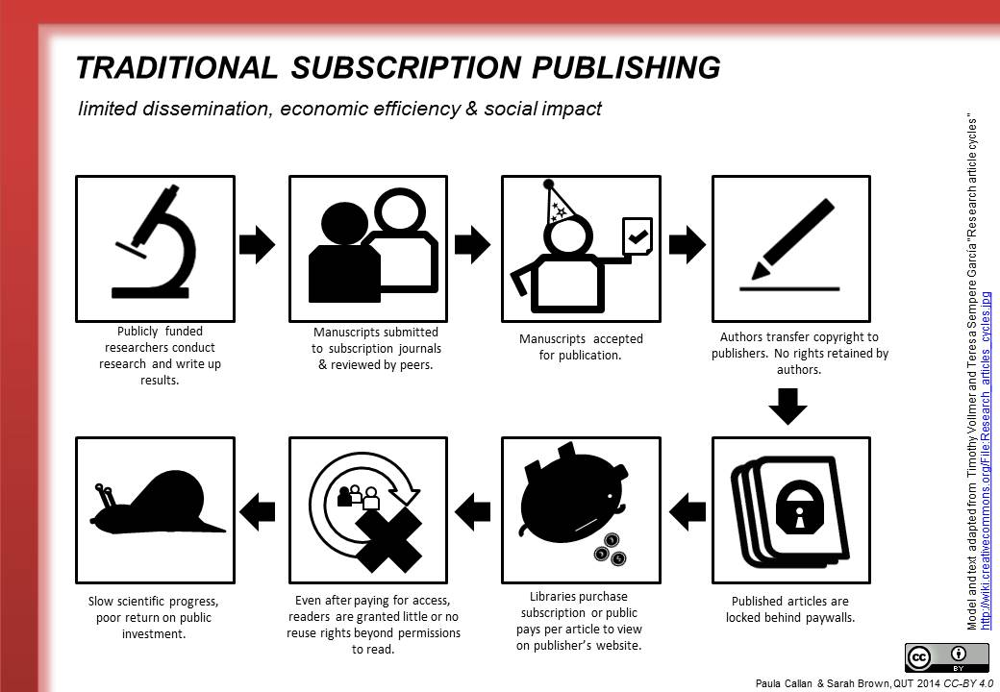 TRADITIONAL SUBSCRIPTION PUBLISHING
limited dissemination, economic efficiency & social impact
Publicly funded
researchers conduct
research and write up
results.
Manuscripts submitted
to subscription journals
& reviewed by peers.
Manuscripts accepted
for publication.
Authors transfer copyright to
publishers. No rights retained by
authors.
Published articles are
locked behind paywalls.
Libraries purchase
subscription or public
pays per article to view
on publisher's website.
Even after paying for access,
readers are granted little or no
reuse rights beyond permissions
to read.
Slow scientific progress,
poor return on public
investment.
Model and text adapted from Timothy Vollmer and Teresa Sempere García "Research article cycles"
http://wiki.creativecommons.org/File:Research_articles_cycles.jpg
cc
BY
Paula Callan & Sarah Brown, QUT 2014 CC-BY 4.0